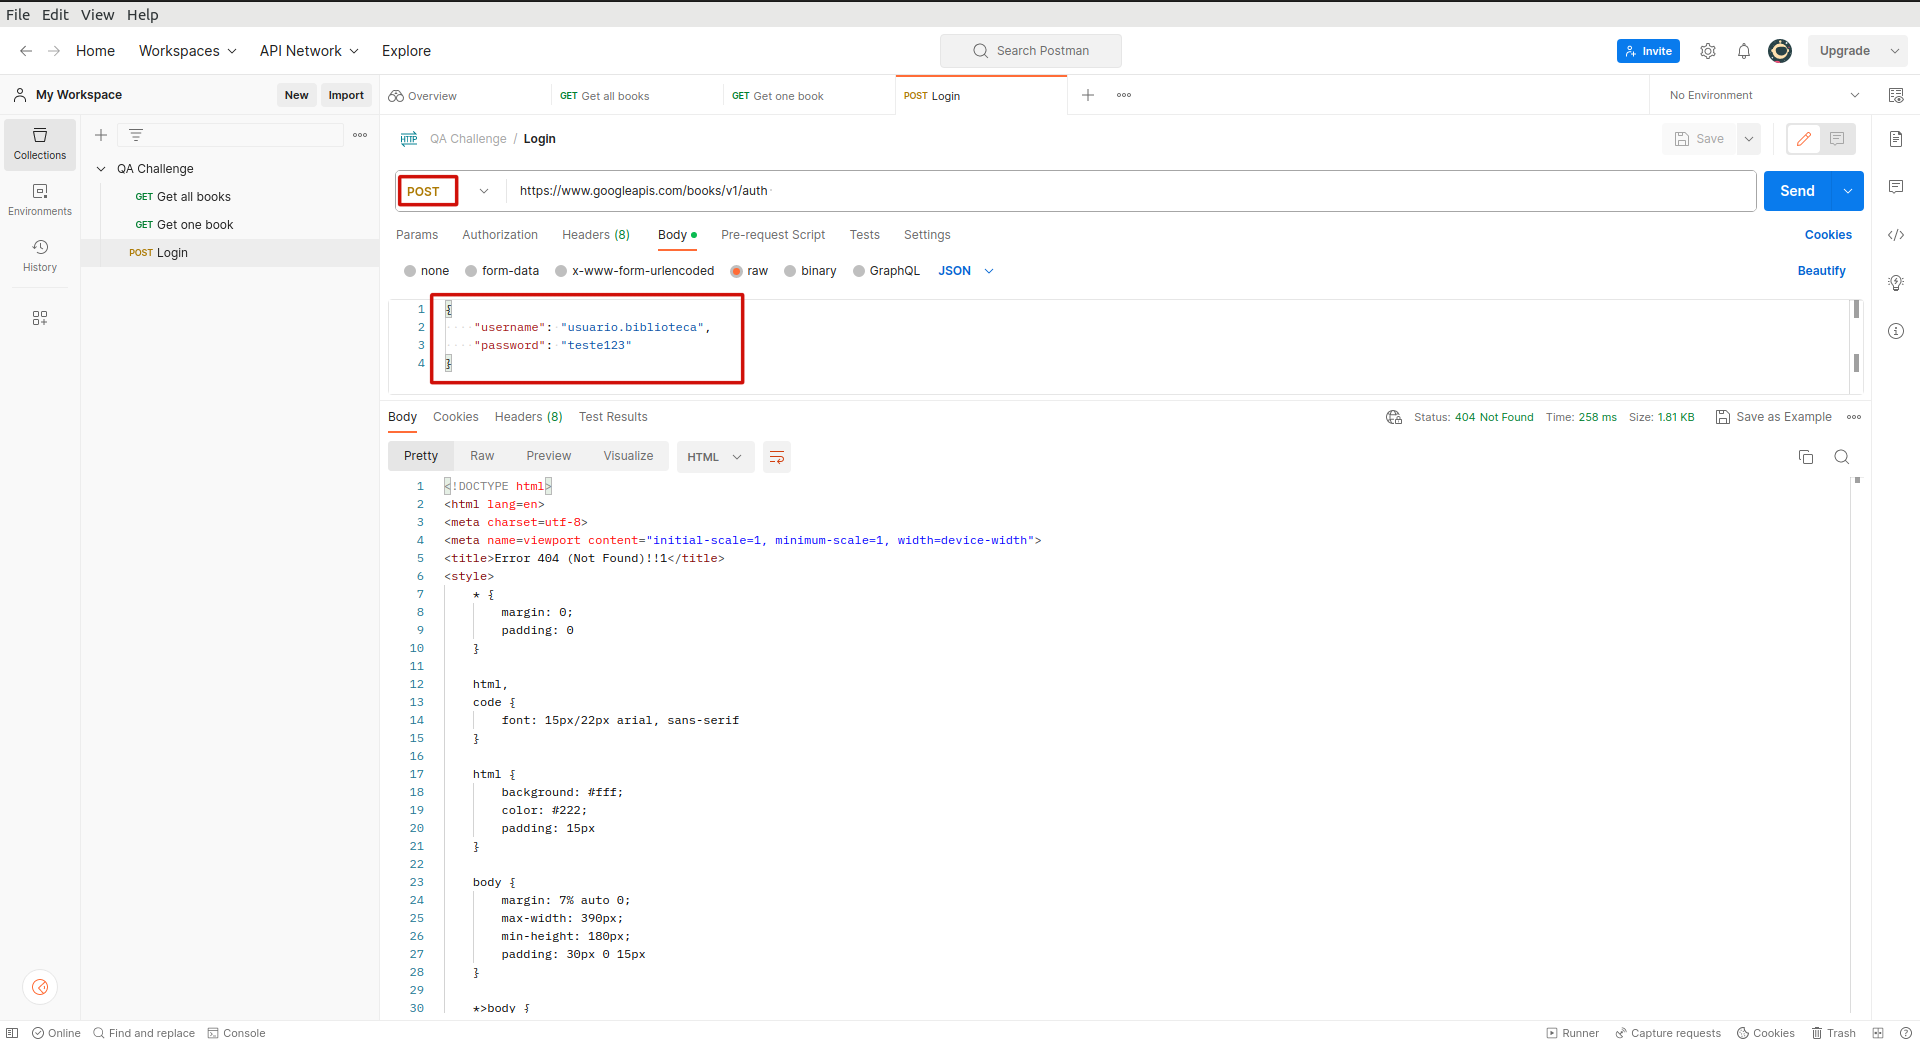 File Edit View Help
Home Workspaces API Network Explore Search Postman Invite Upgrade
My Workspace New Import Overview GET Get all books GET Get one book POST Login No Environment
Collections
Environments
History
QA Challenge
GET Get all books
GET Get one book
POST Login
HTTP QA Challenge / Login Save
POST https://www.googleapis.com/books/v1/auth Send
Params Authorization Headers (8) Body Pre-request Script Tests Settings Cookies
none form-data x-www-form-urlencoded raw binary GraphQL JSON Beautify
1 {
2 "username": "usuario.biblioteca",
3 "password": "teste123"
4 }
Body Cookies Headers (8) Test Results Status: 404 Not Found Time: 258 ms Size: 1.81 KB Save as Example
Pretty Raw Preview Visualize HTML
1 <!DOCTYPE html>
2 <html lang=en>
3 <meta charset=utf-8>
4 <meta name=viewport content="initial-scale=1, minimum-scale=1, width=device-width">
5 <title>Error 404 (Not Found)!!1</title>
6 <style>
7 * {
8 margin: 0;
9 padding: 0
10 }
11
12 html,
13 code {
14 font: 15px/22px arial, sans-serif
15 }
16
17 html {
18 background: #fff;
19 color: #222;
20 padding: 15px
21 }
22
23 body {
24 margin: 7% auto 0;
25 max-width: 390px;
26 min-height: 180px;
27 padding: 30px 0 15px
28 }
29
30 *>body {
Online Find and replace Console Runner Capture requests Cookies Trash